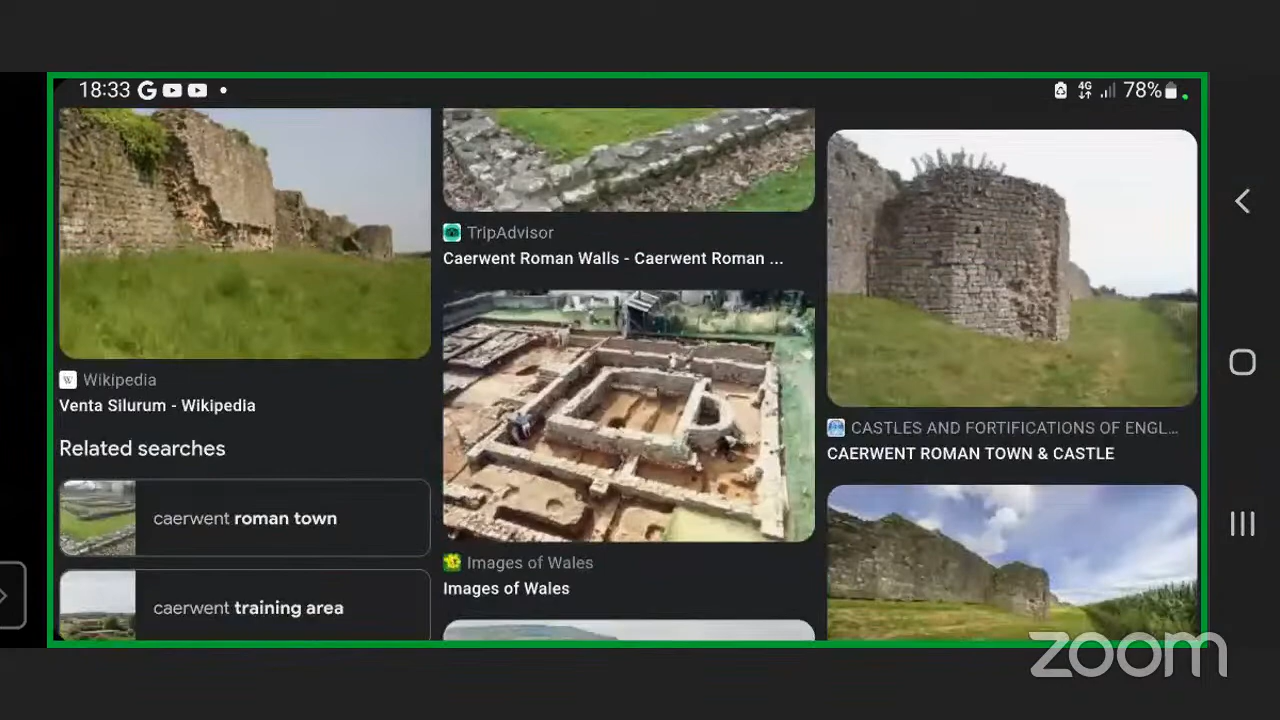 18:33
4G
78%
Wikipedia
Venta Silurum - Wikipedia
Related searches
caerwent roman town
caerwent training area
TripAdvisor
Caerwent Roman Walls - Caerwent Roman ...
Images of Wales
Images of Wales
CASTLES AND FORTIFICATIONS OF ENGL...
CAERWENT ROMAN TOWN & CASTLE
zoom